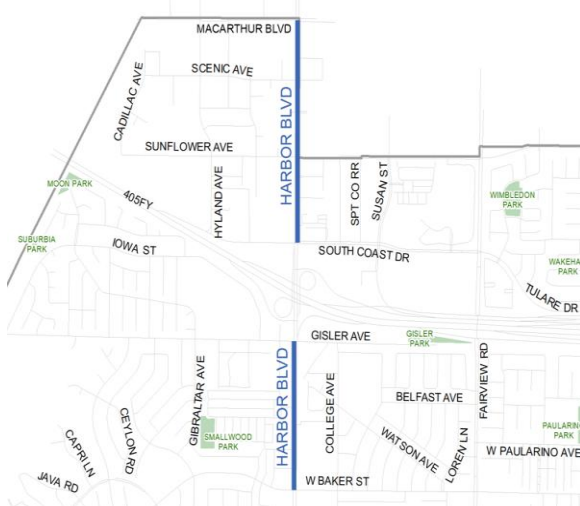 MACARTHUR BLVD
SCENIC AVE
CADILLAC AVE
HARBOR BLVD
SUNFLOWER AVE
MOON PARK
405FY
HYLAND AVE
SPT CO RR
SUSAN ST
WIMBLEDON
PARK
SUBURBIA
PARK
IOWA ST
SOUTH COAST DR
WAKEHA
PARK
TULARE DR
GISLER AVE
GISLER
PARK
HARBOR BLVD
GIBRALTAR AVE
COLLEGE AVE
FAIRVIEW RD
BELFAST AVE
CEYLON RD
SMALLWOOD
PARK
CAPRI LN
WATSON AVE
LOREN LN
PAULARIN
PARK
W PAULARINO AVE
JAVA RD
W BAKER ST